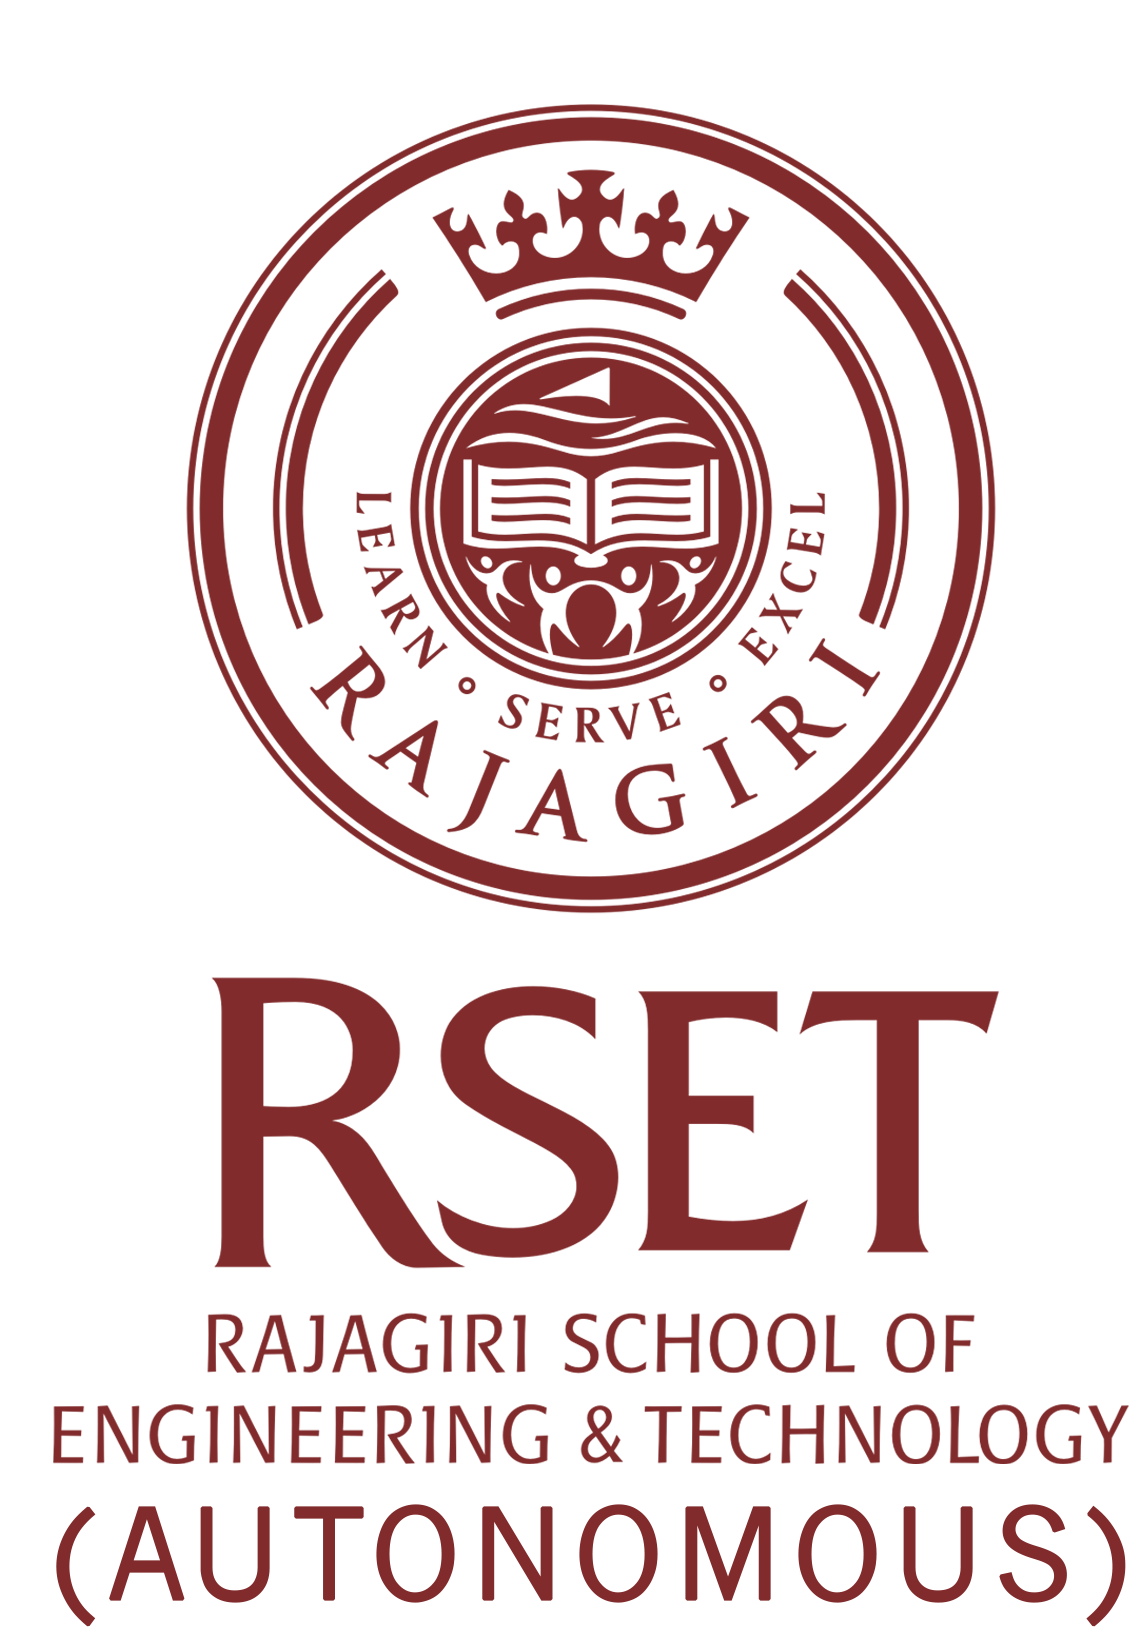 LEARN • SERVE • EXCEL
RAJAGIRI
RSET
RAJAGIRI SCHOOL OF
ENGINEERING & TECHNOLOGY
(AUTONOMOUS)